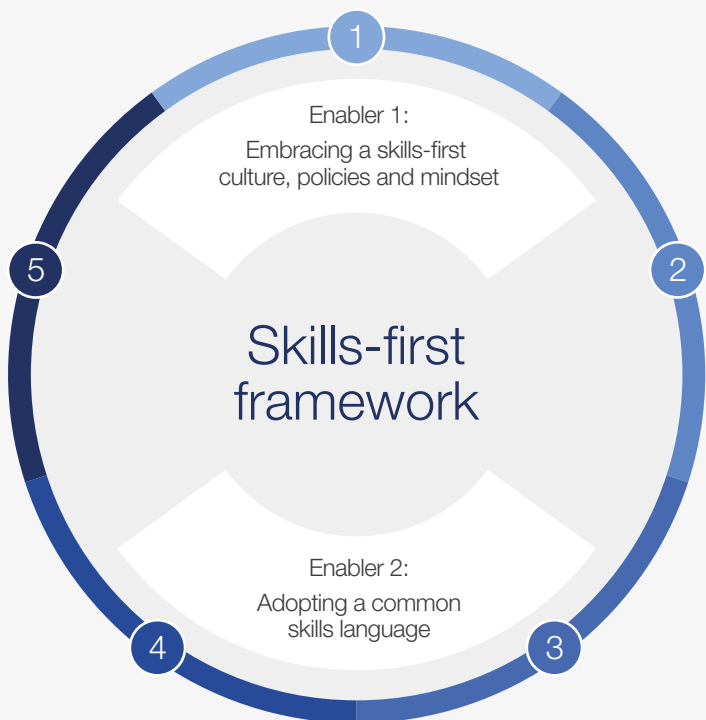 1
Enabler 1:
Embracing a skills-first
culture, policies and mindset
5
2
Skills-first
framework
Enabler 2:
Adopting a common
skills language
4
3